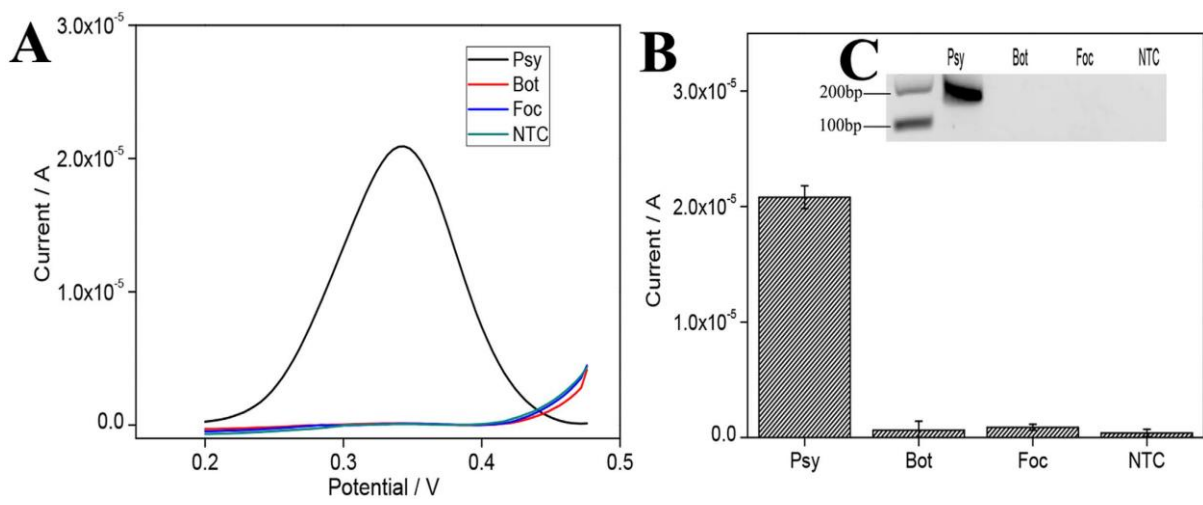 A
3.0x10-5
2.0x10-5
1.0x10-5
0.0
Current / A
0.2
0.3
0.4
0.5
Potential / V
Psy
Bot
Foc
NTC
B
3.0x10-5
2.0x10-5
1.0x10-5
0.0
Current / A
Psy
Bot
Foc
NTC
C
Psy
Bot
Foc
NTC
200bp
100bp